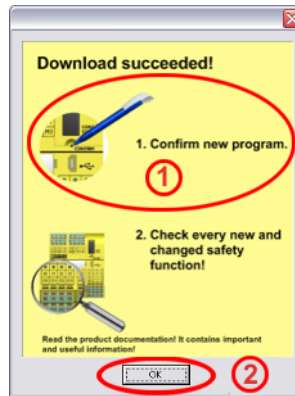 Download succeeded!
CONFIRM
1. Confirm new program.
1
2. Check every new and
changed safety
function!
Read the product documentation! It contains important
and useful information!
OK
2